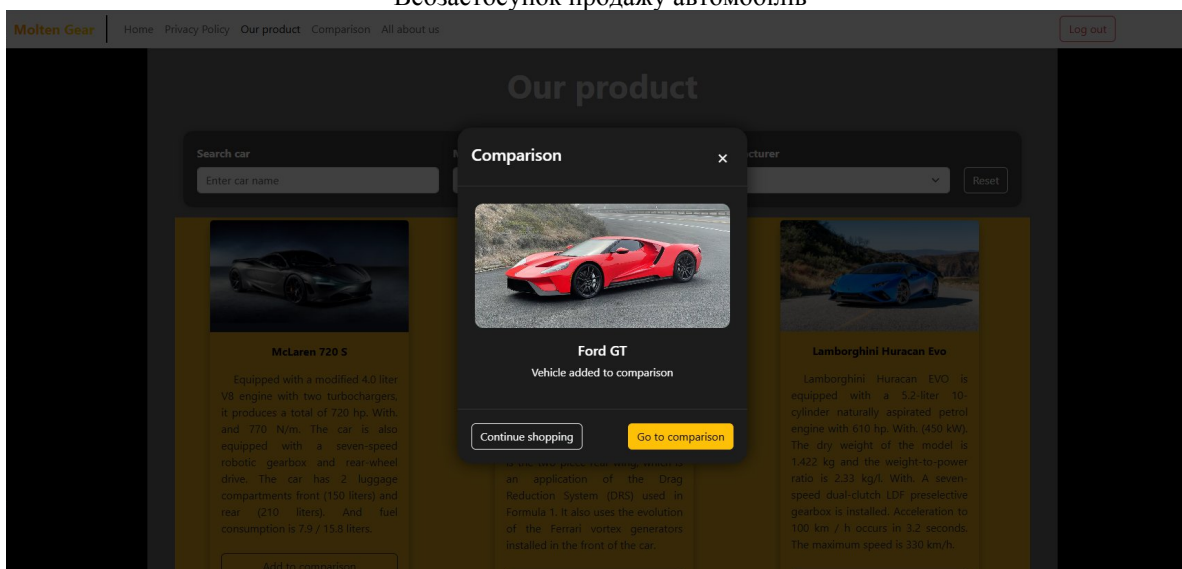 Вебзастосунок продажу автомобілів
Molten Gear Home Privacy Policy Our product Comparison All about us Log out
Our product
Search car
Enter car name
cturer
Reset
Comparison
×
Ford GT
Vehicle added to comparison
Continue shopping
Go to comparison
McLaren 720 S
Equipped with a modified 4.0 liter
V8 engine with two turbochargers,
it produces a total of 720 hp. With.
and 770 N/m. The car is also
equipped with a seven-speed
robotic gearbox and rear-wheel
drive. The car has 2 luggage
compartments front (150 liters) and
rear (210 liters). And fuel
consumption is 7.9 / 15.8 liters.
Add to comparison
an application of the Drag
Reduction System (DRS) used in
Formula 1. It also uses the evolution
of the Ferrari vortex generators
installed in the front of the car.
Lamborghini Huracan Evo
Lamborghini Huracan EVO is
equipped with a 5.2-liter 10-
cylinder naturally aspirated petrol
engine with 610 hp. With. (450 kW).
The dry weight of the model is
1.422 kg and the weight-to-power
ratio is 2.33 kg/l. With. A seven-
speed dual-clutch LDF preselective
gearbox is installed. Acceleration to
100 km / h occurs in 3.2 seconds.
The maximum speed is 330 km/h.